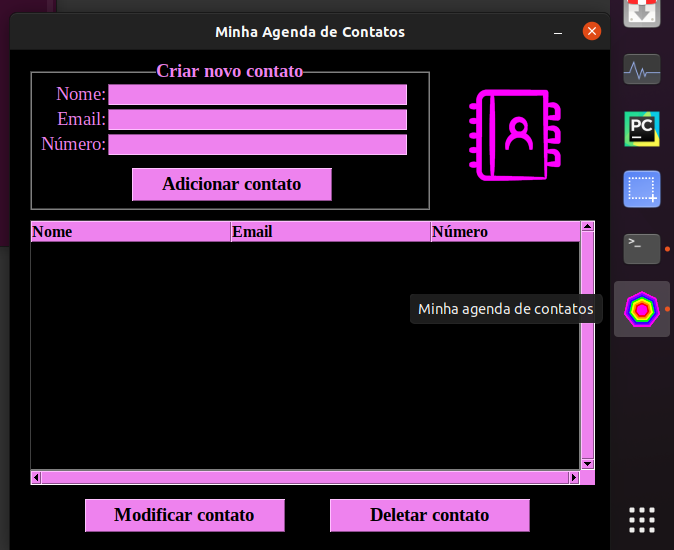 Minha Agenda de Contatos
Criar novo contato
Nome:
Email:
Número:
Adicionar contato
Nome Email Número
Minha agenda de contatos
Modificar contato Deletar contato
PC
>_